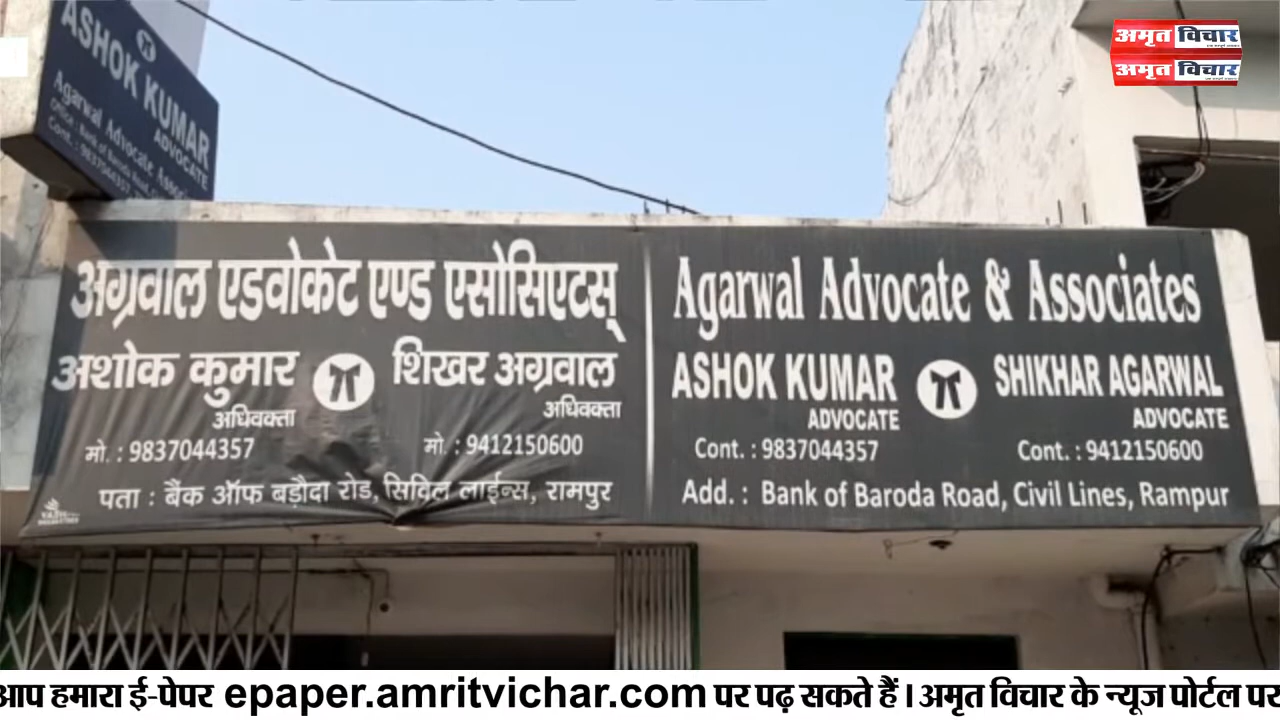 ASHOK KUMAR
ADVOCATE
Agarwal Advocate
अमृत विचार
अमृत विचार
अग्रवाल एडवोकेट एण्ड एसोसिएटस्
अशोक कुमार
अधिवक्ता
मो. : 9837044357
शिखर अग्रवाल
अधिवक्ता
मो. : 9412150600
पता : बैंक ऑफ बड़ौदा रोड, सिविल लाईन्स, रामपुर
Agarwal Advocate & Associates
ASHOK KUMAR
ADVOCATE
Cont. : 9837044357
SHIKHAR AGARWAL
ADVOCATE
Cont. : 9412150600
Add. : Bank of Baroda Road, Civil Lines, Rampur
आप हमारा ई-पेपर epaper.amritvichar.com पर पढ़ सकते हैं । अमृत विचार के न्यूज पोर्टल पर